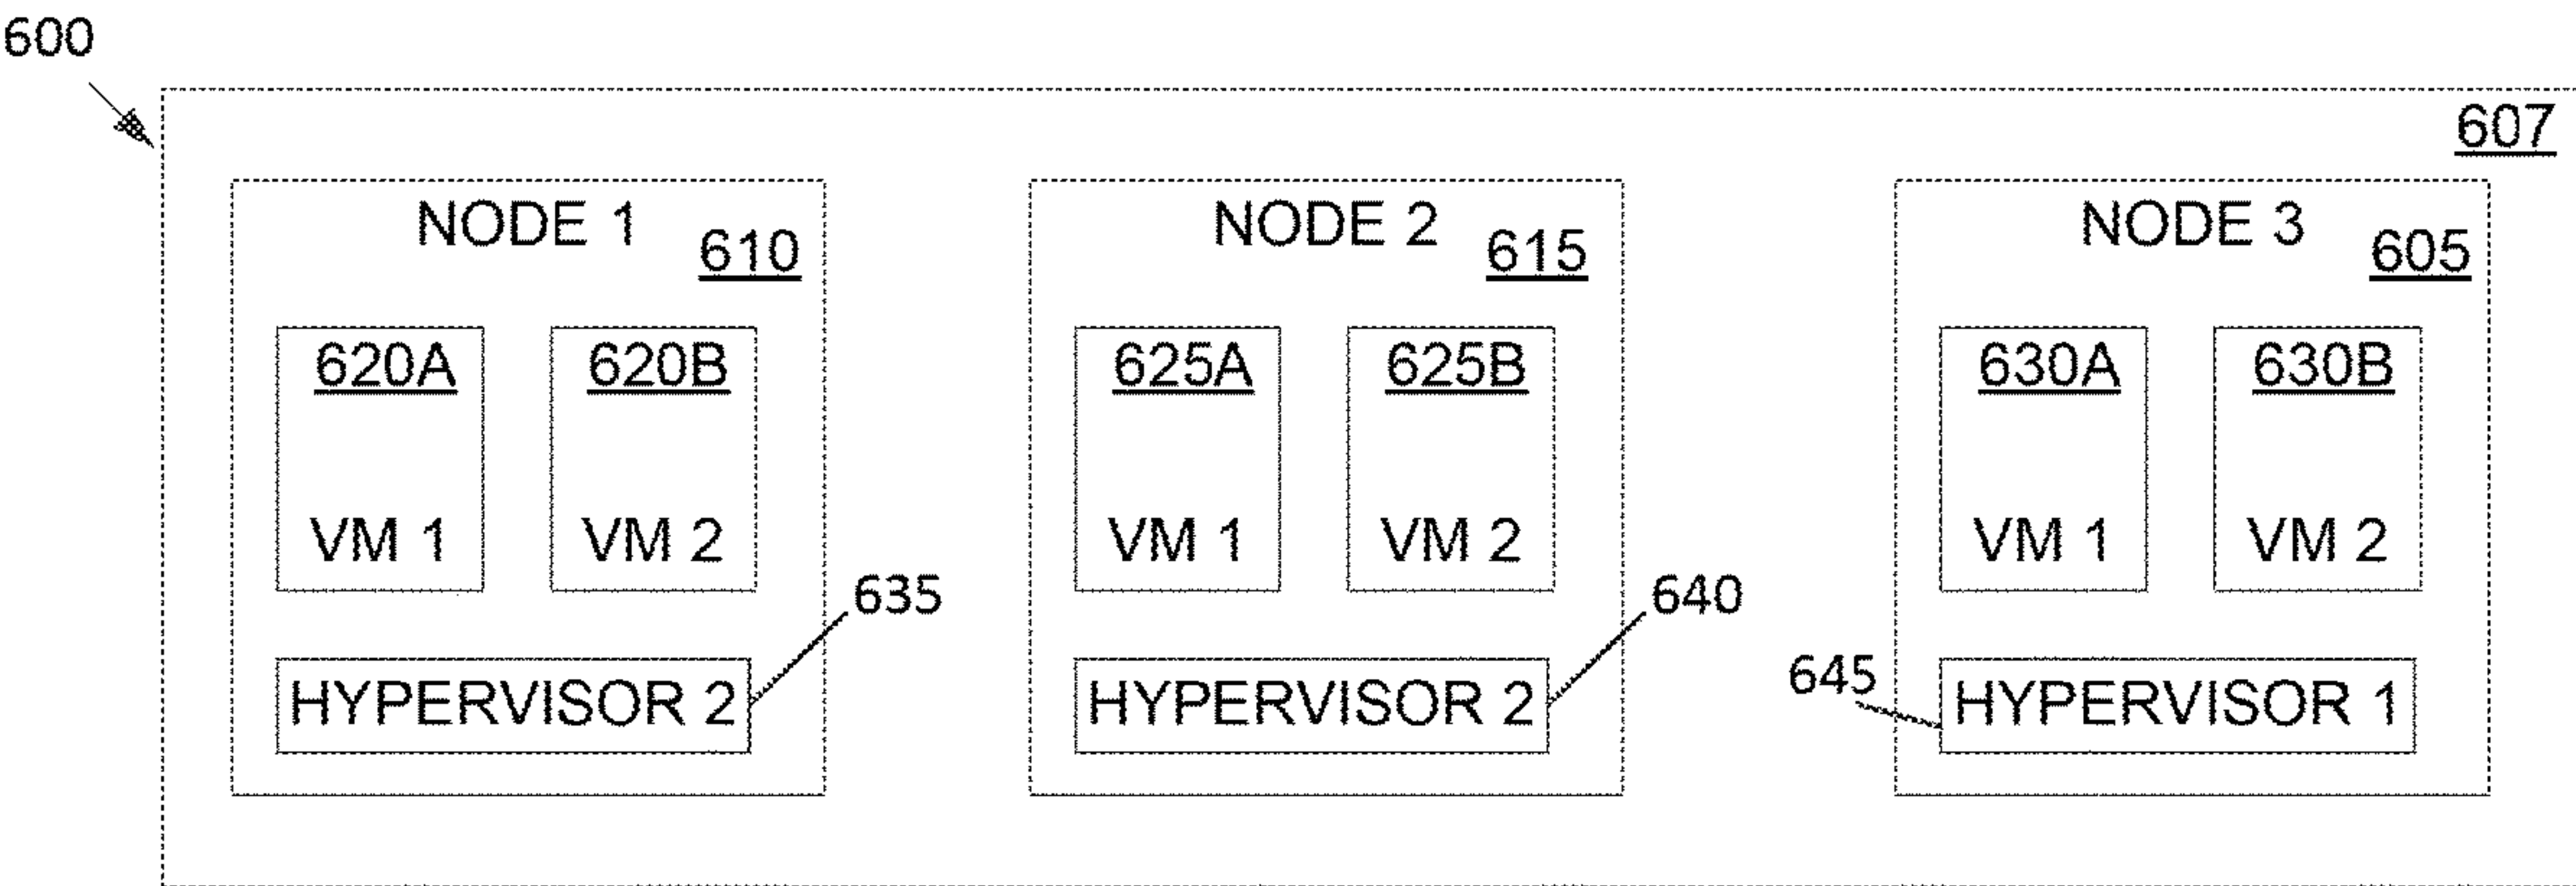 600
607
NODE 1
610
620A
VM 1
620B
VM 2
HYPERVISOR 2
635
NODE 2
615
625A
VM 1
625B
VM 2
HYPERVISOR 2
640
NODE 3
605
630A
VM 1
630B
VM 2
645
HYPERVISOR 1